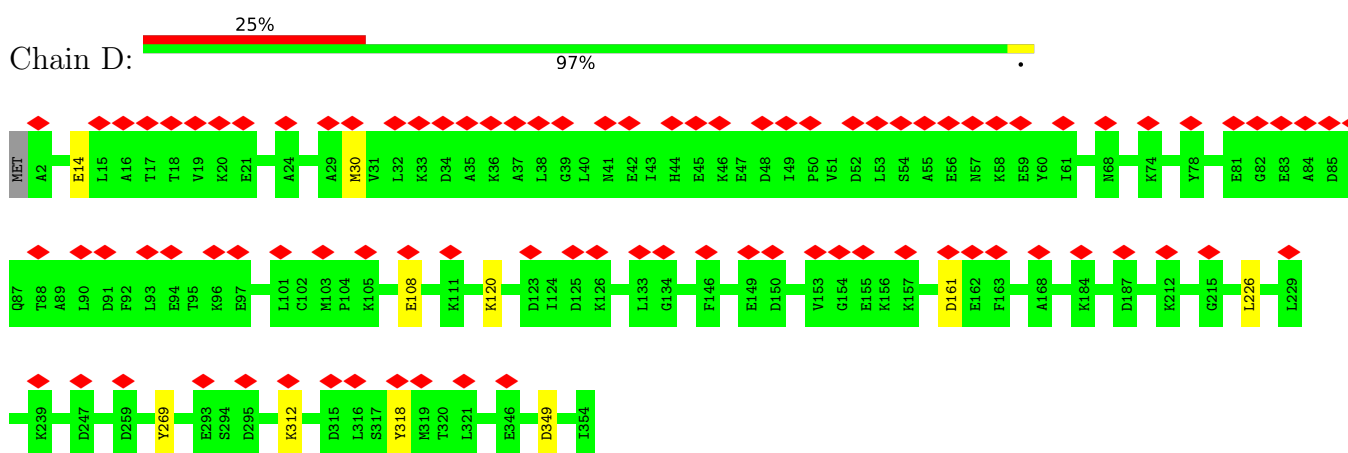 25%
Chain D:
97%
•
MET A2 E14 L15 A16 T17 T18 V19 K20 E21 A24 A29 M30 V31 L32 K33 D34 A35 K36 A37 L38 G39 L40 N41 E42 I43 H44 E45 K46 E47 D48 I49 P50 V51 D52 L53 S54 A55 E56 N57 K58 E59 Y60 I61 N68 K74 Y78 E81 G82 E83 A84 D85
Q87 T88 A89 L90 D91 F92 L93 E94 T95 K96 E97 L101 C102 M103 P104 K105 E108 K111 K120 D123 I124 D125 K126 L133 G134 F146 E149 D150 V153 G154 E155 K156 K157 D161 E162 F163 A168 K184 D187 K212 G215 L226 L229
K239 D247 D259 Y269 E293 S294 D295 K312 D315 L316 S317 Y318 M319 T320 L321 E346 D349 I354